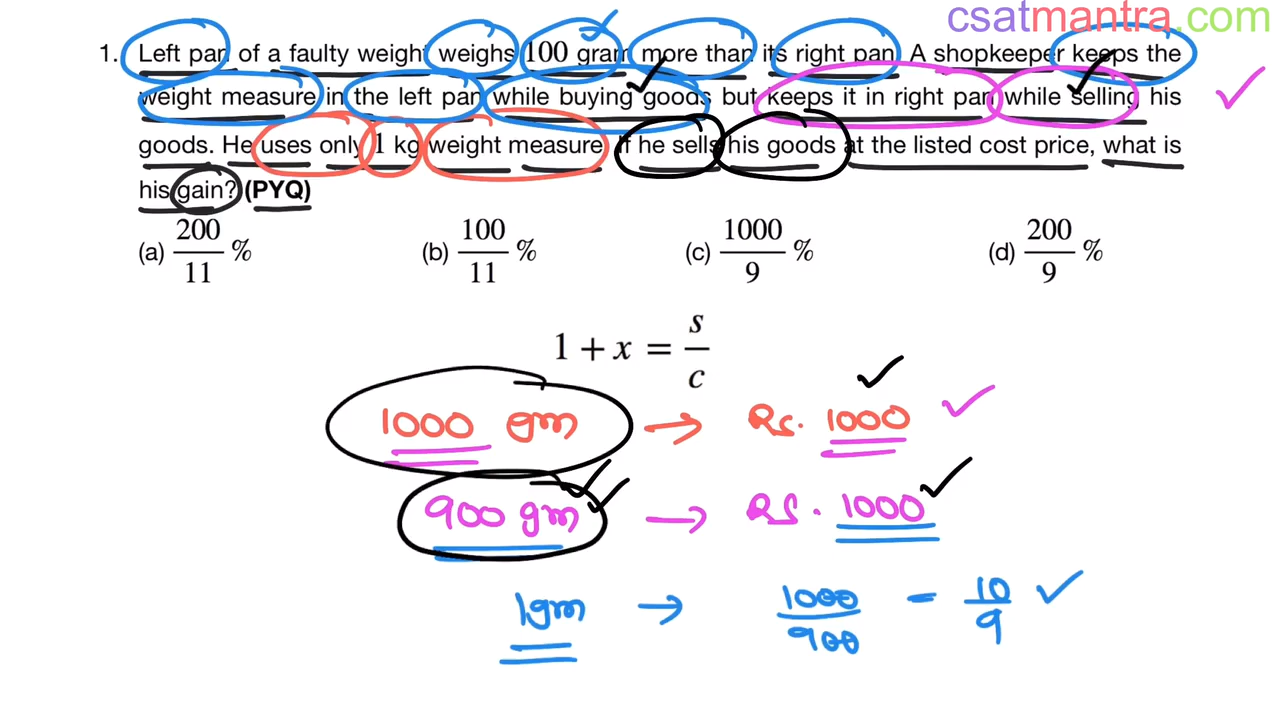 csatmantra.com
1. Left pan of a faulty weight weighs 100 gram more than its right pan. A shopkeeper keeps the
weight measure in the left pan while buying goods but keeps it in right pan while selling his
goods. He uses only 1 kg weight measure. If he sells his goods at the listed cost price, what is
his gain? (PYQ)
(a) 200/11 % (b) 100/11 % (c) 1000/9 % (d) 200/9 %
1 + x = s/c
1000 gm → Rs. 1000
900 gm → Rs. 1000
1gm → 1000/900 = 10/9